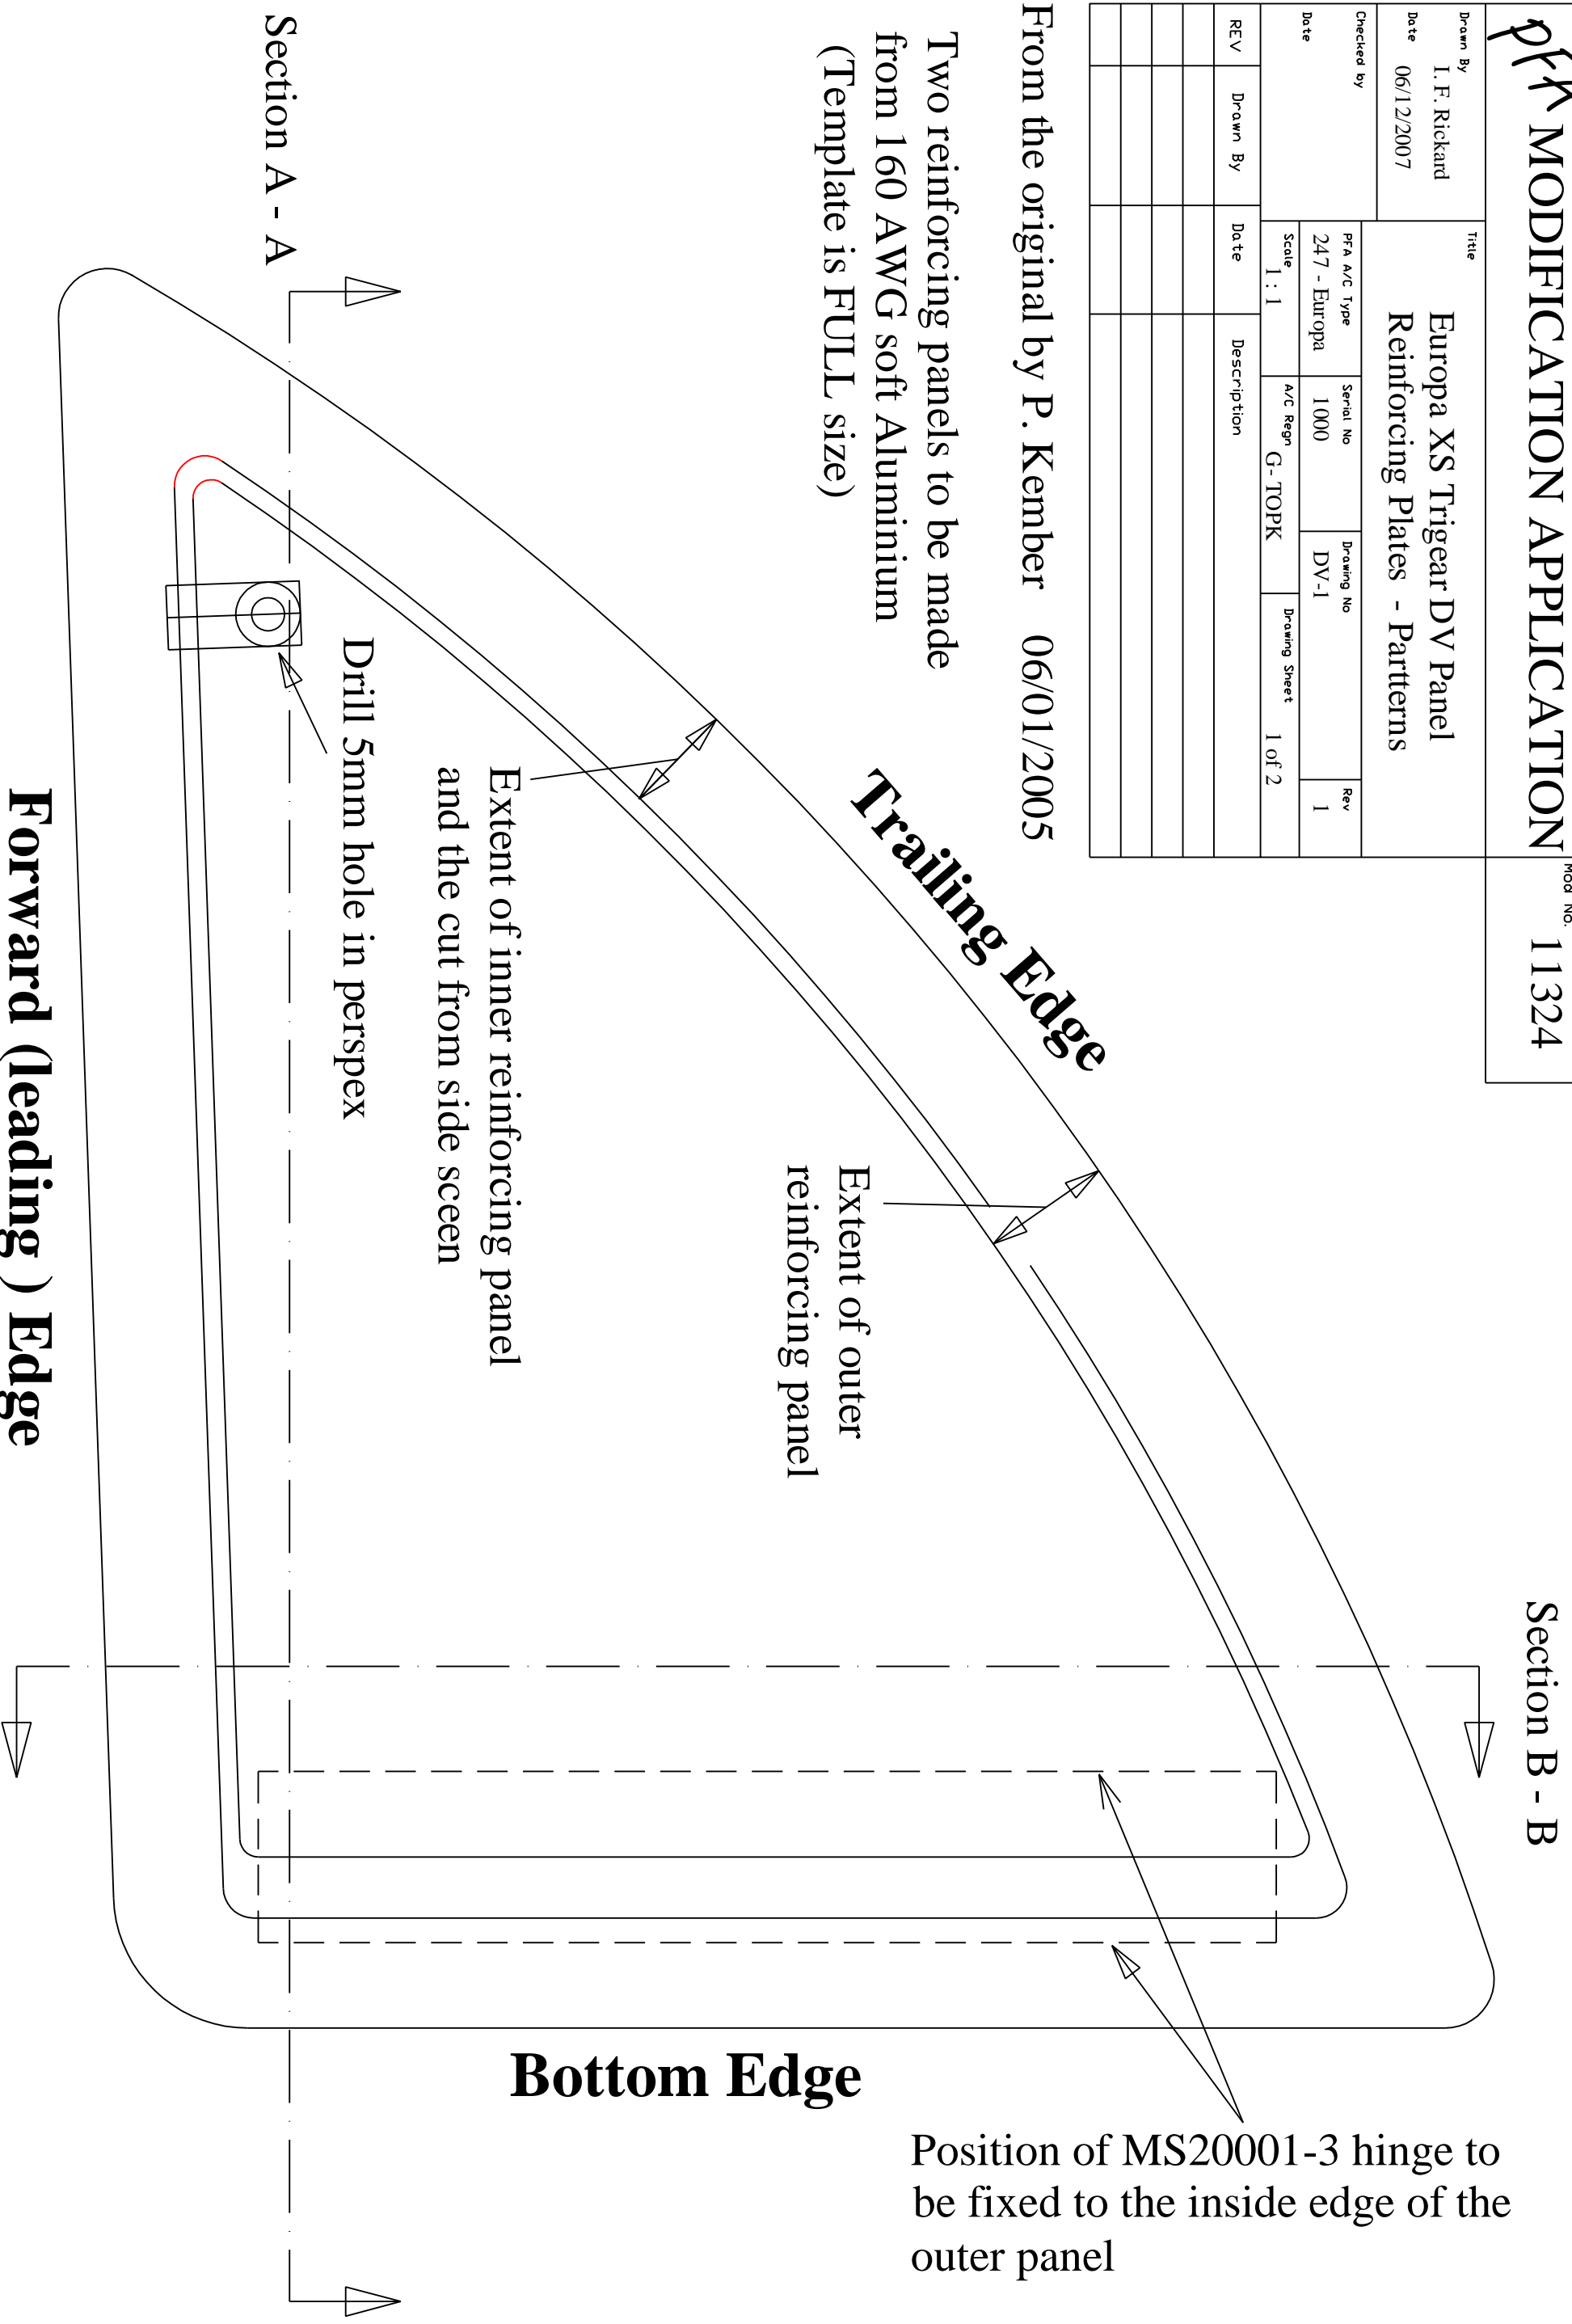 pfA MODIFICATION APPLICATION
Mod No.
11324
Drawn By
I. F. Rickard
Date
06/12/2007
Checked by
Date
Title
Europa XS Trigear DV Panel
Reinforcing Plates - Partterns
PFA A/C Type
247 - Europa
Serial No
1000
Drawing No
DV-1
Rev
1
Scale
1 : 1
A/C Regn
G- TOPK
Drawing Sheet
1 of 2
REV
Drawn By
Date
Description
From the original by P. Kember 06/01/2005
Two reinforcing panels to be made
from 160 AWG soft Aluminium
(Template is FULL size)
Section A - A
Section B - B
Trailing Edge
Extent of outer
reinforcing panel
Extent of inner reinforcing panel
and the cut from side sceen
Drill 5mm hole in perspex
Forward (leading ) Edge
Bottom Edge
Position of MS20001-3 hinge to
be fixed to the inside edge of the
outer panel